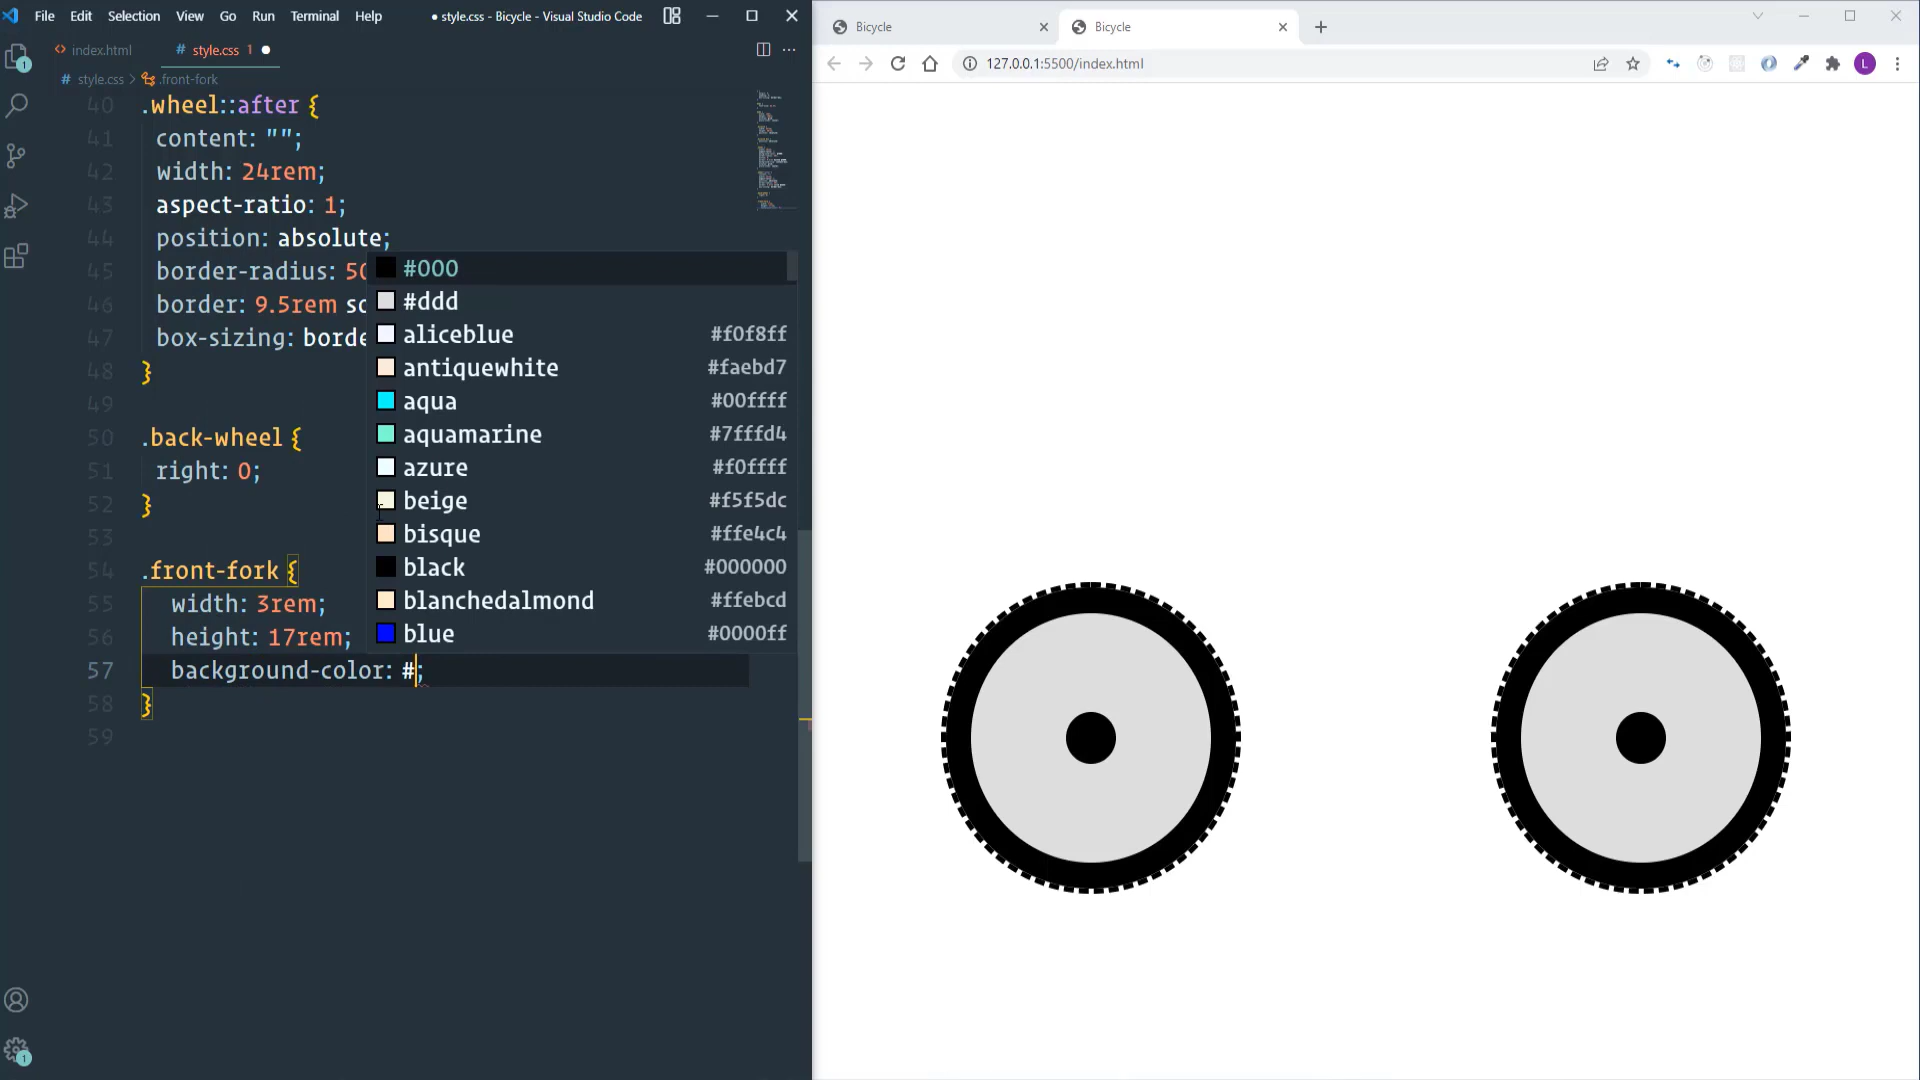 File Edit Selection View Go Run Terminal Help
● style.css - Bicycle - Visual Studio Code
index.html
# style.css 1 ●
# style.css > .front-fork
40 .wheel::after {
41 content: "";
42 width: 24rem;
43 aspect-ratio: 1;
44 position: absolute;
45 border-radius: 50
46 border: 9.5rem so
47 box-sizing: borde
48 }
49
50 .back-wheel {
51 right: 0;
52 }
53
54 .front-fork {
55 width: 3rem;
56 height: 17rem;
57 background-color: #;
58 }
59
#000
#ddd
aliceblue #f0f8ff
antiquewhite #faebd7
aqua #00ffff
aquamarine #7fffd4
azure #f0ffff
beige #f5f5dc
bisque #ffe4c4
black #000000
blanchedalmond #ffebcd
blue #0000ff
1
1
Bicycle
Bicycle
127.0.0.1:5500/index.html
L